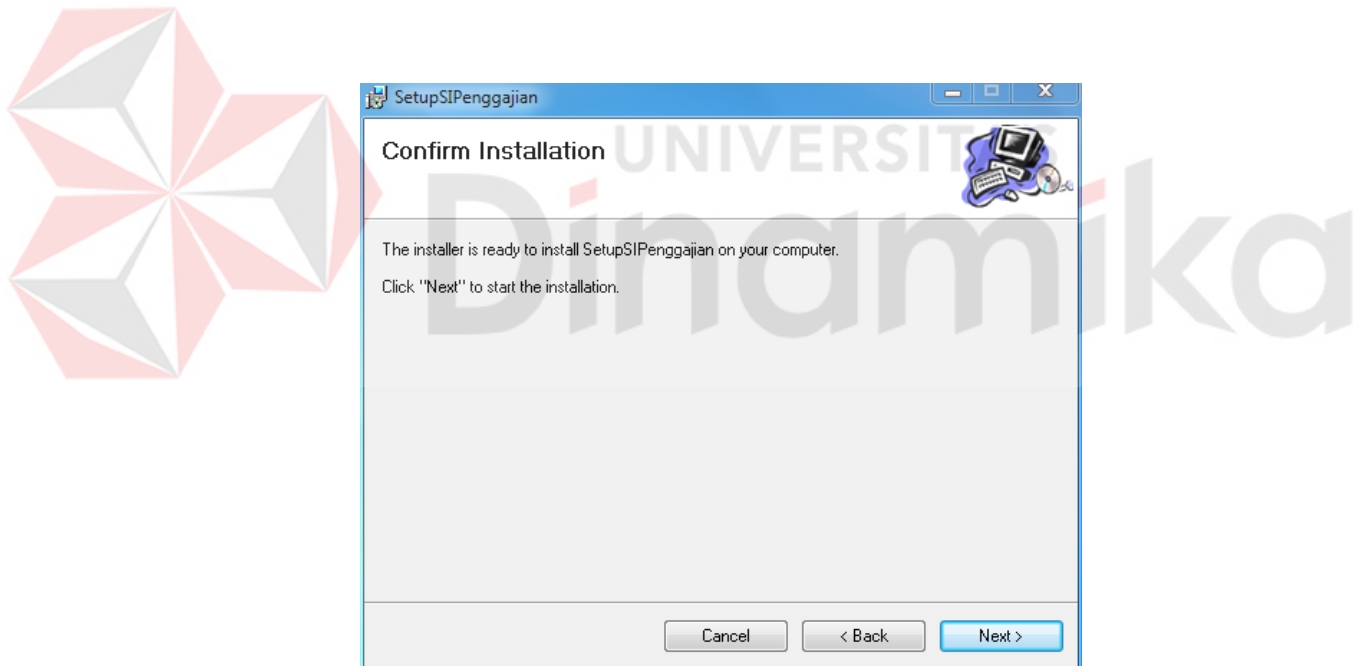 SetupSIPenggajian
Confirm Installation
UNIVERSITAS
Dinamika
The installer is ready to install SetupSIPenggajian on your computer.
Click "Next" to start the installation.
Cancel
< Back
Next >